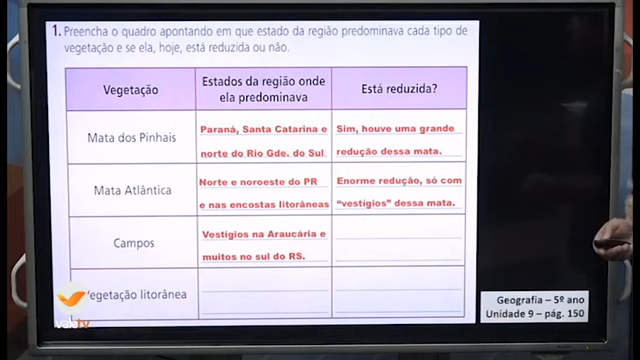 1. Preencha o quadro apontando em que estado da região predominava cada tipo de
vegetação e se ela, hoje, está reduzida ou não.
Vegetação
Estados da região onde
ela predominava
Está reduzida?
Mata dos Pinhais
Paraná, Santa Catarina e
norte do Rio Gde. do Sul
Sim, houve uma grande
redução dessa mata.
Mata Atlântica
Norte e noroeste do PR
e nas encostas litorâneas
Enorme redução, só com
“vestígios” dessa mata.
Campos
Vestígios na Araucária e
muitos no sul do RS.
Vegetação litorânea
Geografia – 5º ano
Unidade 9 – pág. 150